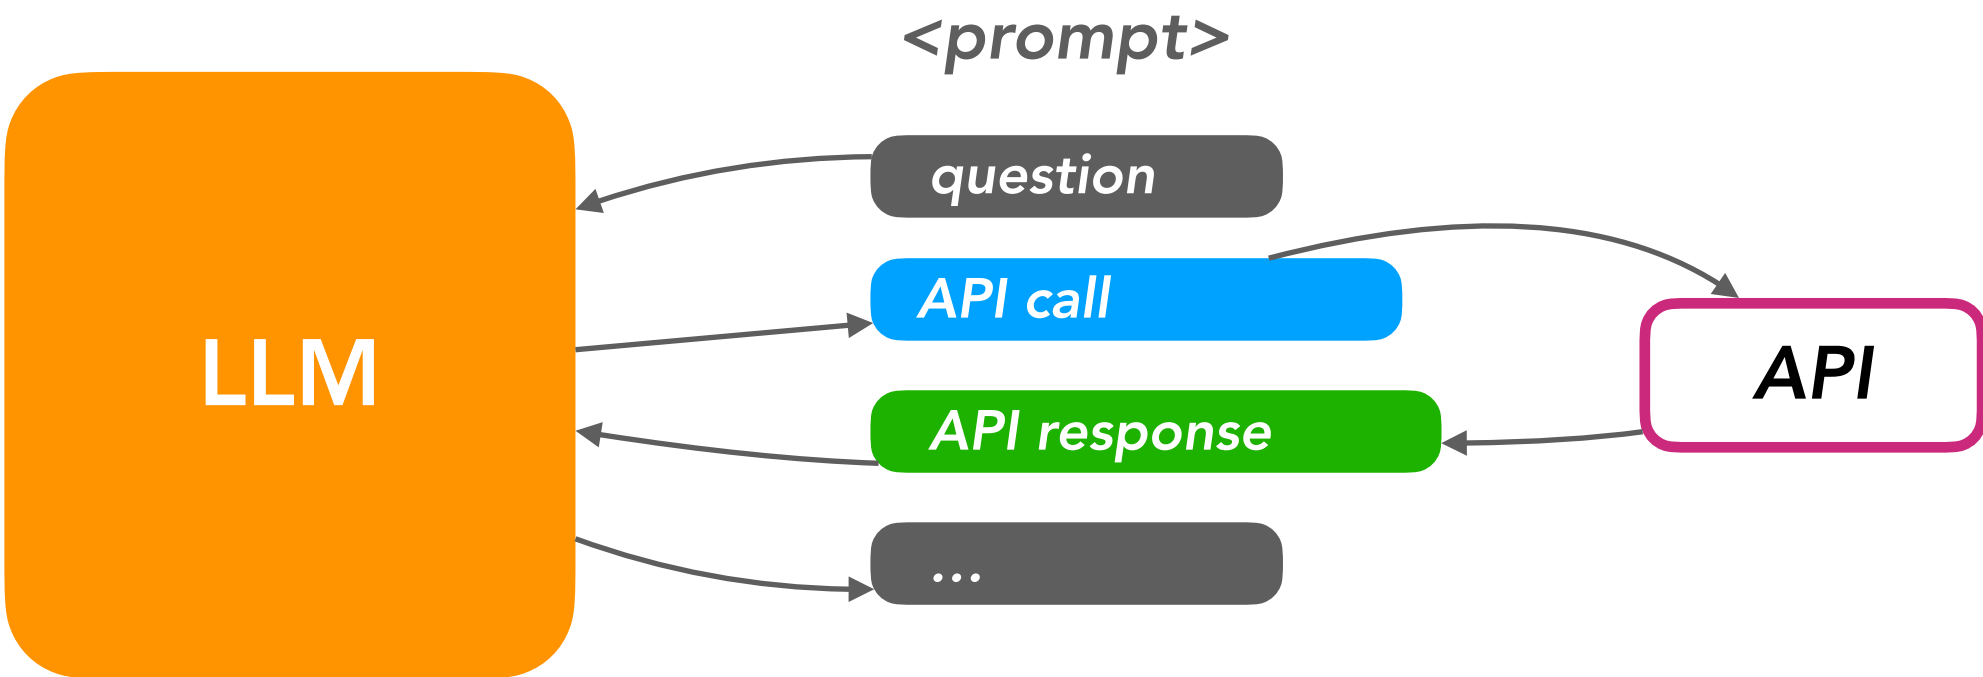 <prompt>
question
API call
LLM
API
API response
...